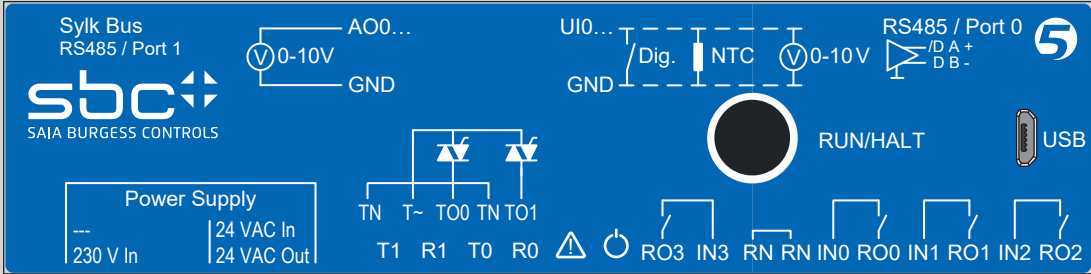 Sylk Bus
RS485 / Port 1
sbc
SAIA BURGESS CONTROLS
V 0-10V
AO0...
GND
UI0...
GND
Dig.
NTC
V 0-10V
RS485 / Port 0
/D A +
D B -
5
RUN/HALT
USB
Power Supply
--- 24 VAC In
230 V In 24 VAC Out
TN T~ TO0 TN TO1
T1 R1 T0 R0
RO3 IN3 RN RN IN0 RO0 IN1 RO1 IN2 RO2